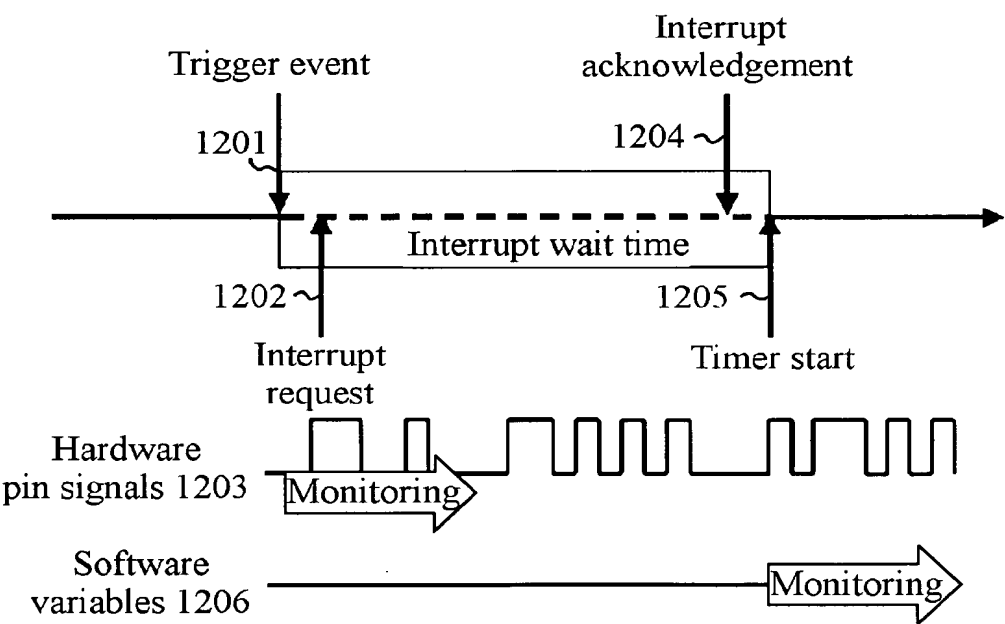 Interrupt
acknowledgement
Trigger event
1201
1204
Interrupt wait time
1202
1205
Interrupt
request
Timer start
Hardware
pin signals 1203
Monitoring
Software
variables 1206
Monitoring